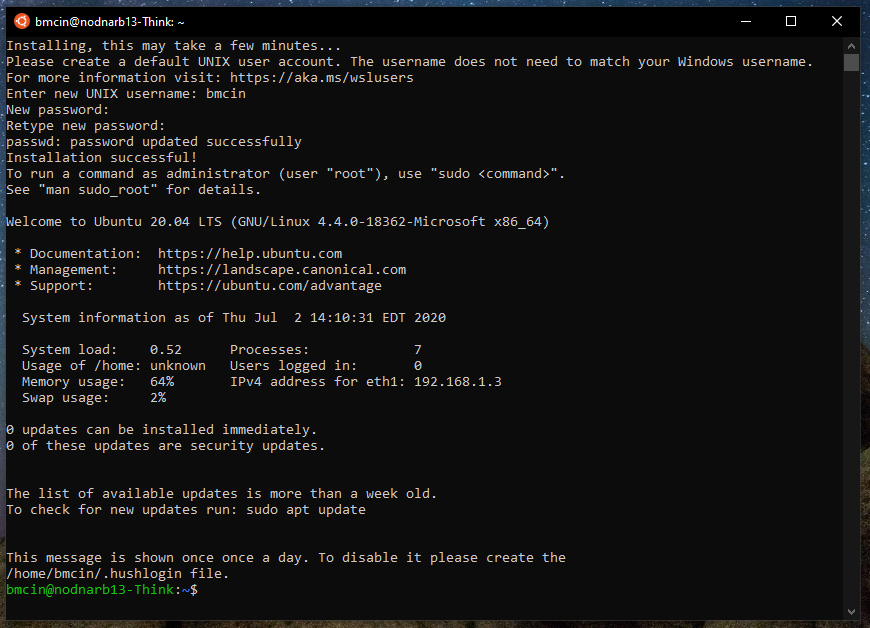 bmcin@nodnarb13-Think: ~
Installing, this may take a few minutes...
Please create a default UNIX user account. The username does not need to match your Windows username.
For more information visit: https://aka.ms/wslusers
Enter new UNIX username: bmcin
New password:
Retype new password:
passwd: password updated successfully
Installation successful!
To run a command as administrator (user "root"), use "sudo <command>".
See "man sudo_root" for details.
Welcome to Ubuntu 20.04 LTS (GNU/Linux 4.4.0-18362-Microsoft x86_64)
* Documentation:  https://help.ubuntu.com
* Management:     https://landscape.canonical.com
* Support:        https://ubuntu.com/advantage
System information as of Thu Jul  2 14:10:31 EDT 2020
System load:    0.52      Processes:             7
Usage of /home: unknown   Users logged in:       0
Memory usage:   64%       IPv4 address for eth1: 192.168.1.3
Swap usage:     2%
0 updates can be installed immediately.
0 of these updates are security updates.
The list of available updates is more than a week old.
To check for new updates run: sudo apt update
This message is shown once once a day. To disable it please create the
/home/bmcin/.hushlogin file.
bmcin@nodnarb13-Think:~$